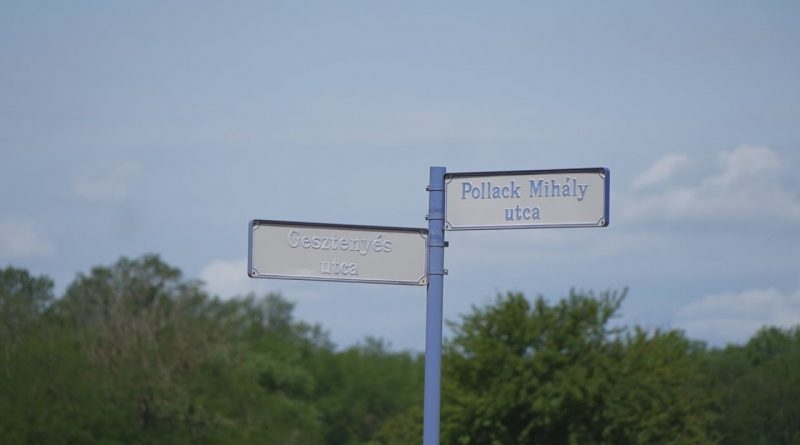 Gesztenyés
utca
Pollack Mihály
utca